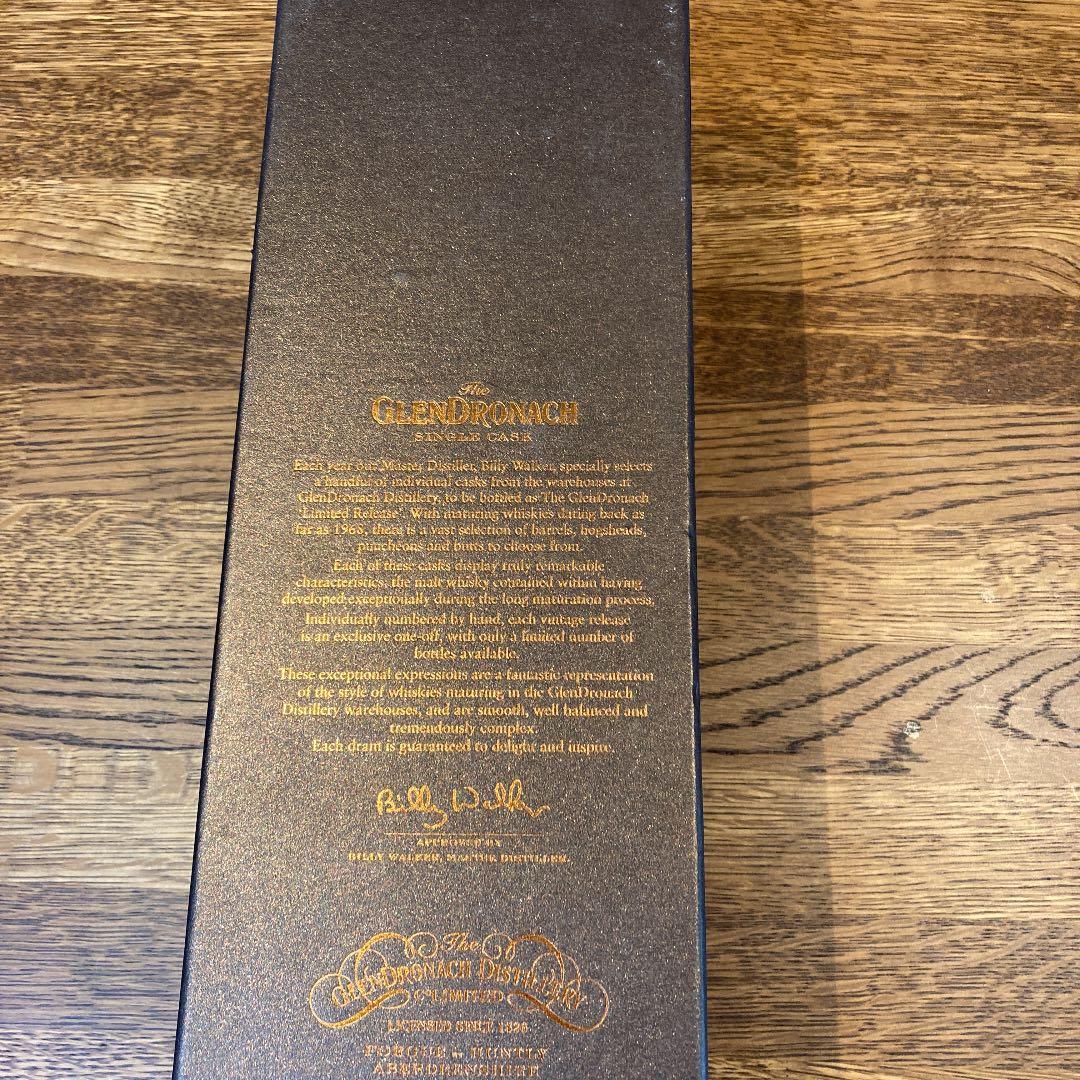 The
GLENDRONACH
SINGLE CASK
Each year our Master Distiller, Billy Walker, specially selects
a handful of individual casks from the warehouses at
GlenDronach Distillery, to be bottled as The GlenDronach
'Limited Release'. With maturing whiskies dating back as
far as 1968, there is a vast selection of barrels, hogsheads,
puncheons and butts to choose from.
Each of these casks display truly remarkable
characteristics, the malt whisky contained within having
developed exceptionally during the long maturation process.
Individually numbered by hand, each vintage release
is an exclusive one-off, with only a limited number of
bottles available.
These exceptional expressions are a fantastic representation
of the style of whiskies maturing in the GlenDronach
Distillery warehouses, and are smooth, well balanced and
tremendously complex.
Each dram is guaranteed to delight and inspire.
Billy Walker
APPROVED BY
BILLY WALKER, MASTER DISTILLER.
The
GLENDRONACH DISTILLERY
Co LIMITED
LICENSED SINCE 1826
FORGUE by HUNTLY
ABERDEENSHIRE